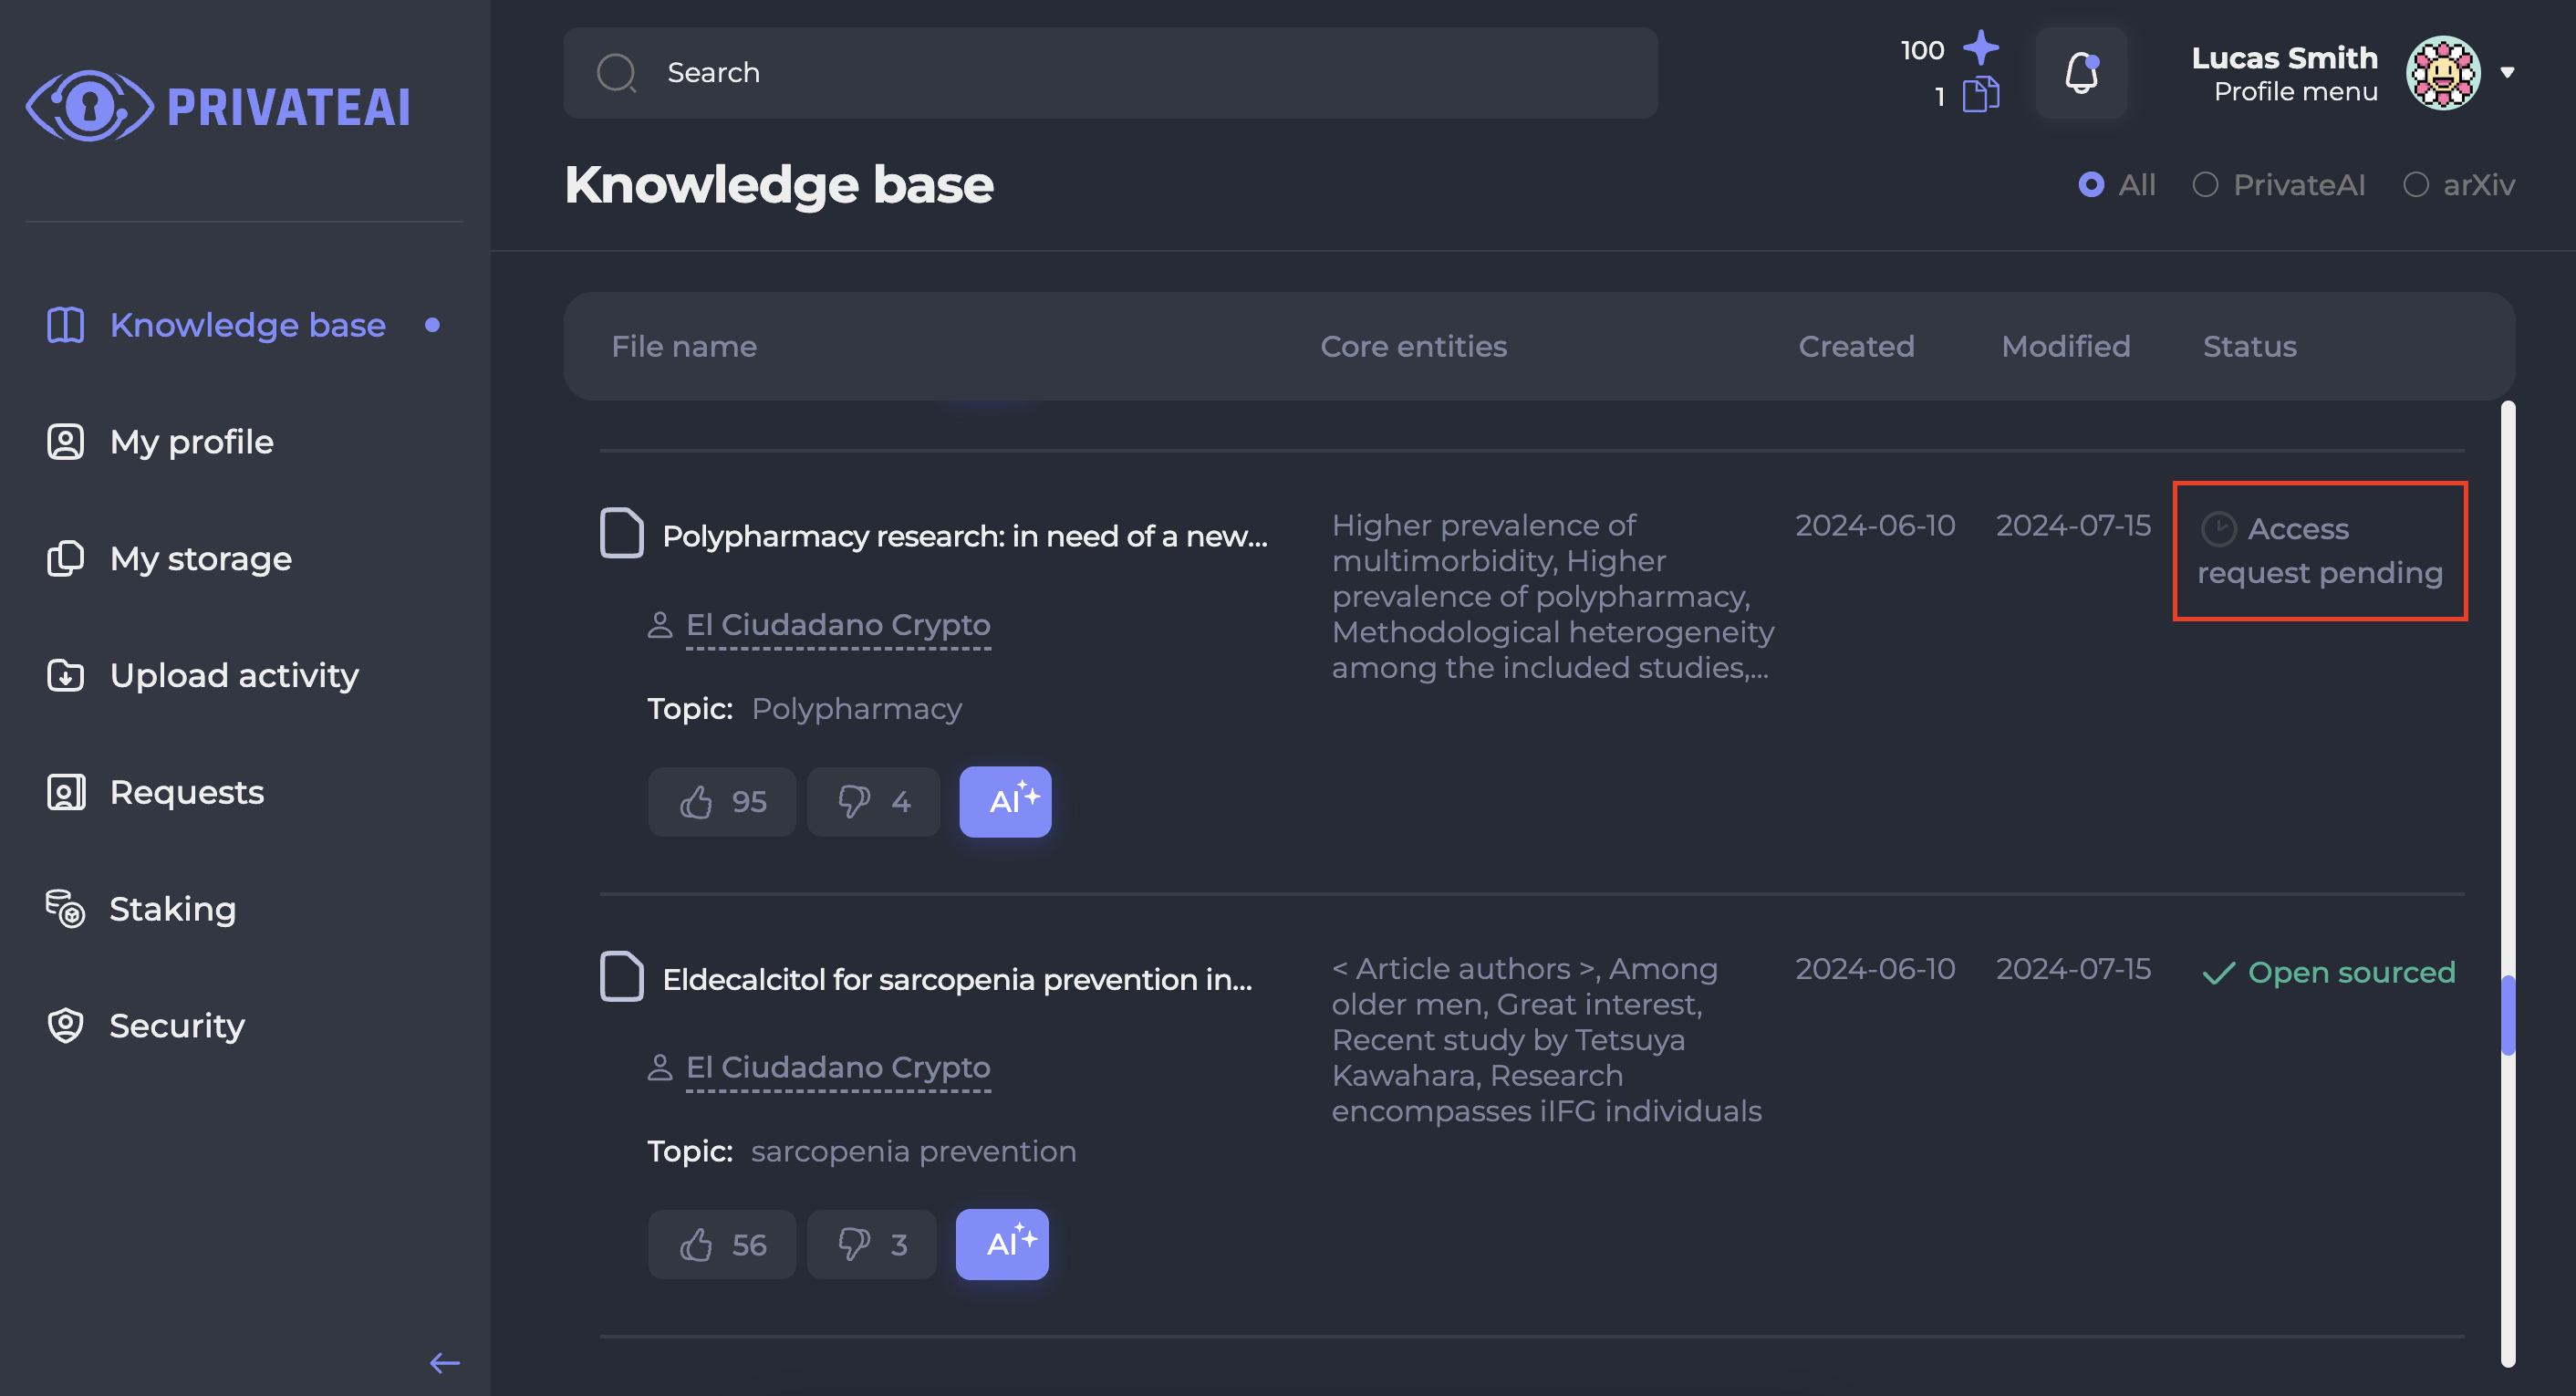 PRIVATEAI
Search
100
1
Lucas Smith
Profile menu
Knowledge base
All
PrivateAI
arXiv
Knowledge base
My profile
My storage
Upload activity
Requests
Staking
Security
File name
Core entities
Created
Modified
Status
Polypharmacy research: in need of a new...
El Ciudadano Crypto
Topic: Polypharmacy
95
4
AI
Higher prevalence of
multimorbidity, Higher
prevalence of polypharmacy,
Methodological heterogeneity
among the included studies,...
2024-06-10
2024-07-15
Access
request pending
Eldecalcitol for sarcopenia prevention in...
El Ciudadano Crypto
Topic: sarcopenia prevention
56
3
AI
< Article authors >, Among
older men, Great interest,
Recent study by Tetsuya
Kawahara, Research
encompasses iIFG individuals
2024-06-10
2024-07-15
Open sourced